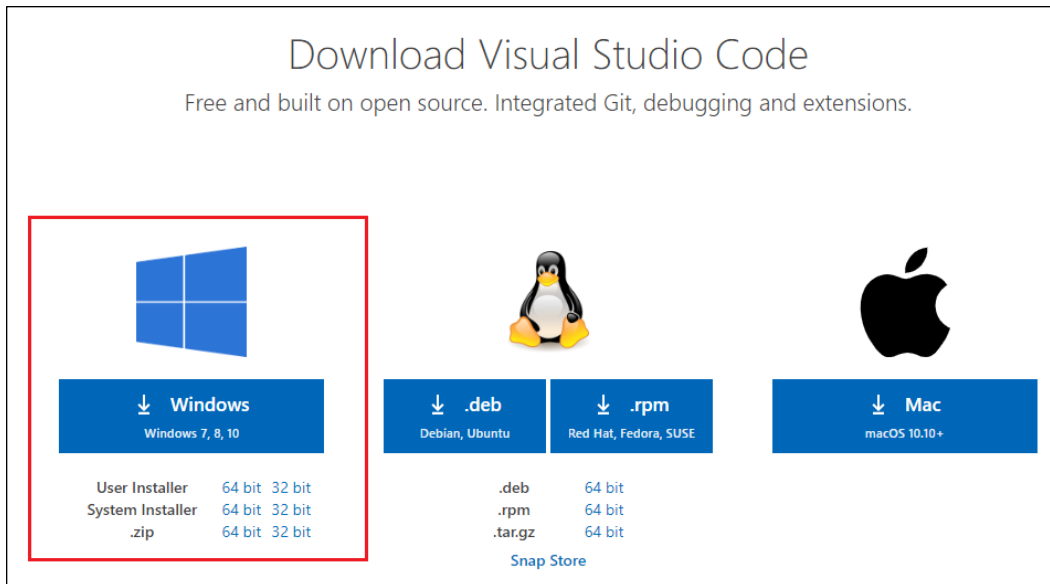 Download Visual Studio Code
Free and built on open source. Integrated Git, debugging and extensions.
Windows
Windows 7, 8, 10
User Installer 64 bit 32 bit
System Installer 64 bit 32 bit
.zip 64 bit 32 bit
.deb
Debian, Ubuntu
.rpm
Red Hat, Fedora, SUSE
.deb 64 bit
.rpm 64 bit
.tar.gz 64 bit
Snap Store
Mac
macOS 10.10+